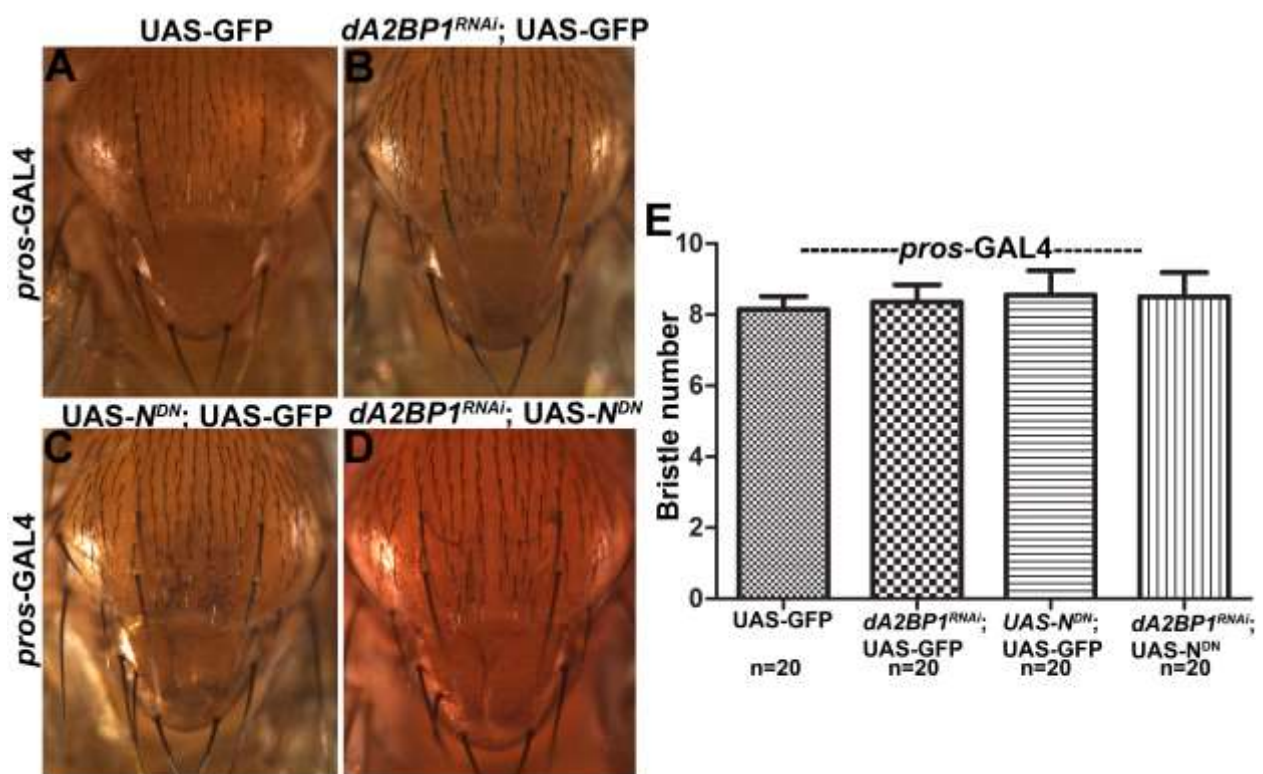 UAS-GFP
dA2BP1RNAi; UAS-GFP
A
B
pros-GAL4
UAS-NDN; UAS-GFP
dA2BP1RNAi; UAS-NDN
C
D
pros-GAL4
E
-------pros-GAL4-------
Bristle number
10
8
6
4
2
0
UAS-GFP
n=20
dA2BP1RNAi;
UAS-GFP
n=20
UAS-NDN;
UAS-GFP
n=20
dA2BP1RNAi;
UAS-NDN
n=20